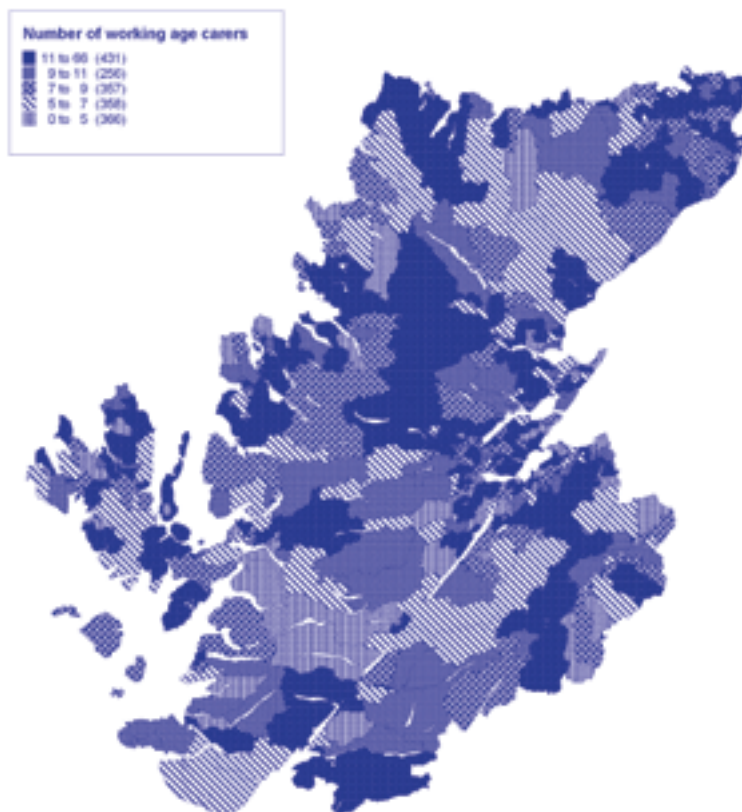 Number of working age carers
11 to 66 (431)
9 to 11 (256)
7 to 9 (367)
5 to 7 (358)
0 to 5 (366)